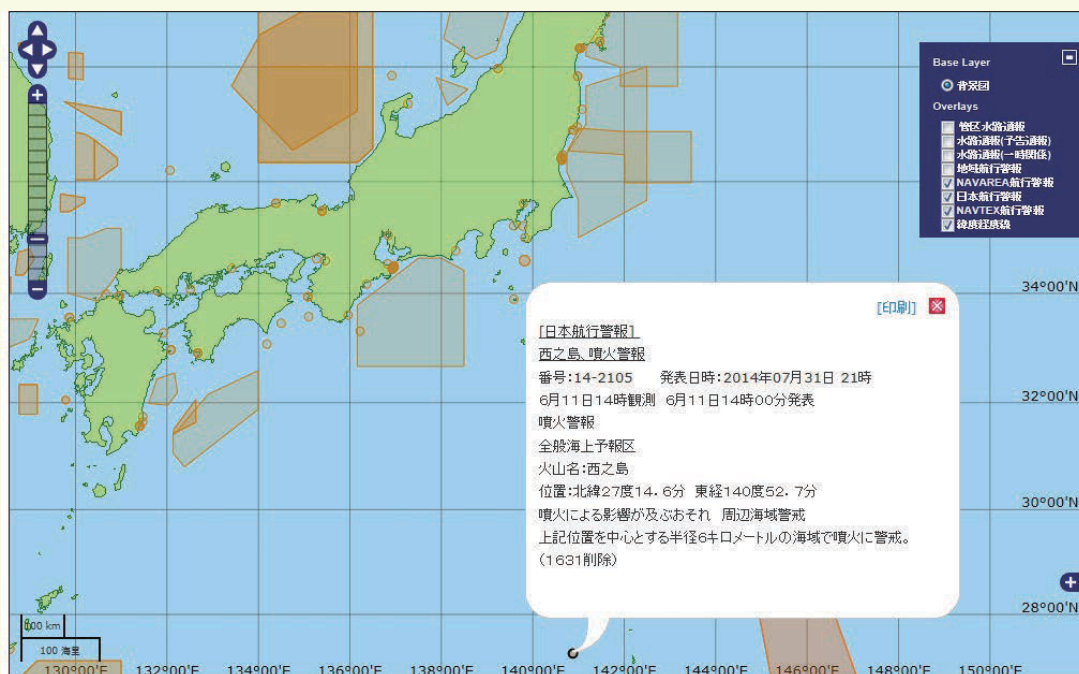 Base Layer
背景図
Overlays
管区水路通報
水路通報(予告通報)
水路通報(一時関係)
地域航行警報
NAVAREA航行警報
日本航行警報
NAVTEX航行警報
緯度経度線
34°00'N
[印刷]
[日本航行警報]
西之島、噴火警報
番号:14-2105 発表日時:2014年07月31日 21時
6月11日14時観測 6月11日14時00分発表
噴火警報
全般海上予報区
火山名:西之島
位置:北緯27度14.6分 東経140度52.7分
噴火による影響が及ぶおそれ 周辺海域警戒
上記位置を中心とする半径6キロメートルの海域で噴火に警戒。
(1631削除)
32°00'N
30°00'N
28°00'N
100 km
100 海里
130°00'E 132°00'E 134°00'E 136°00'E 138°00'E 140°00'E 142°00'E 144°00'E 146°00'E 148°00'E 150°00'E